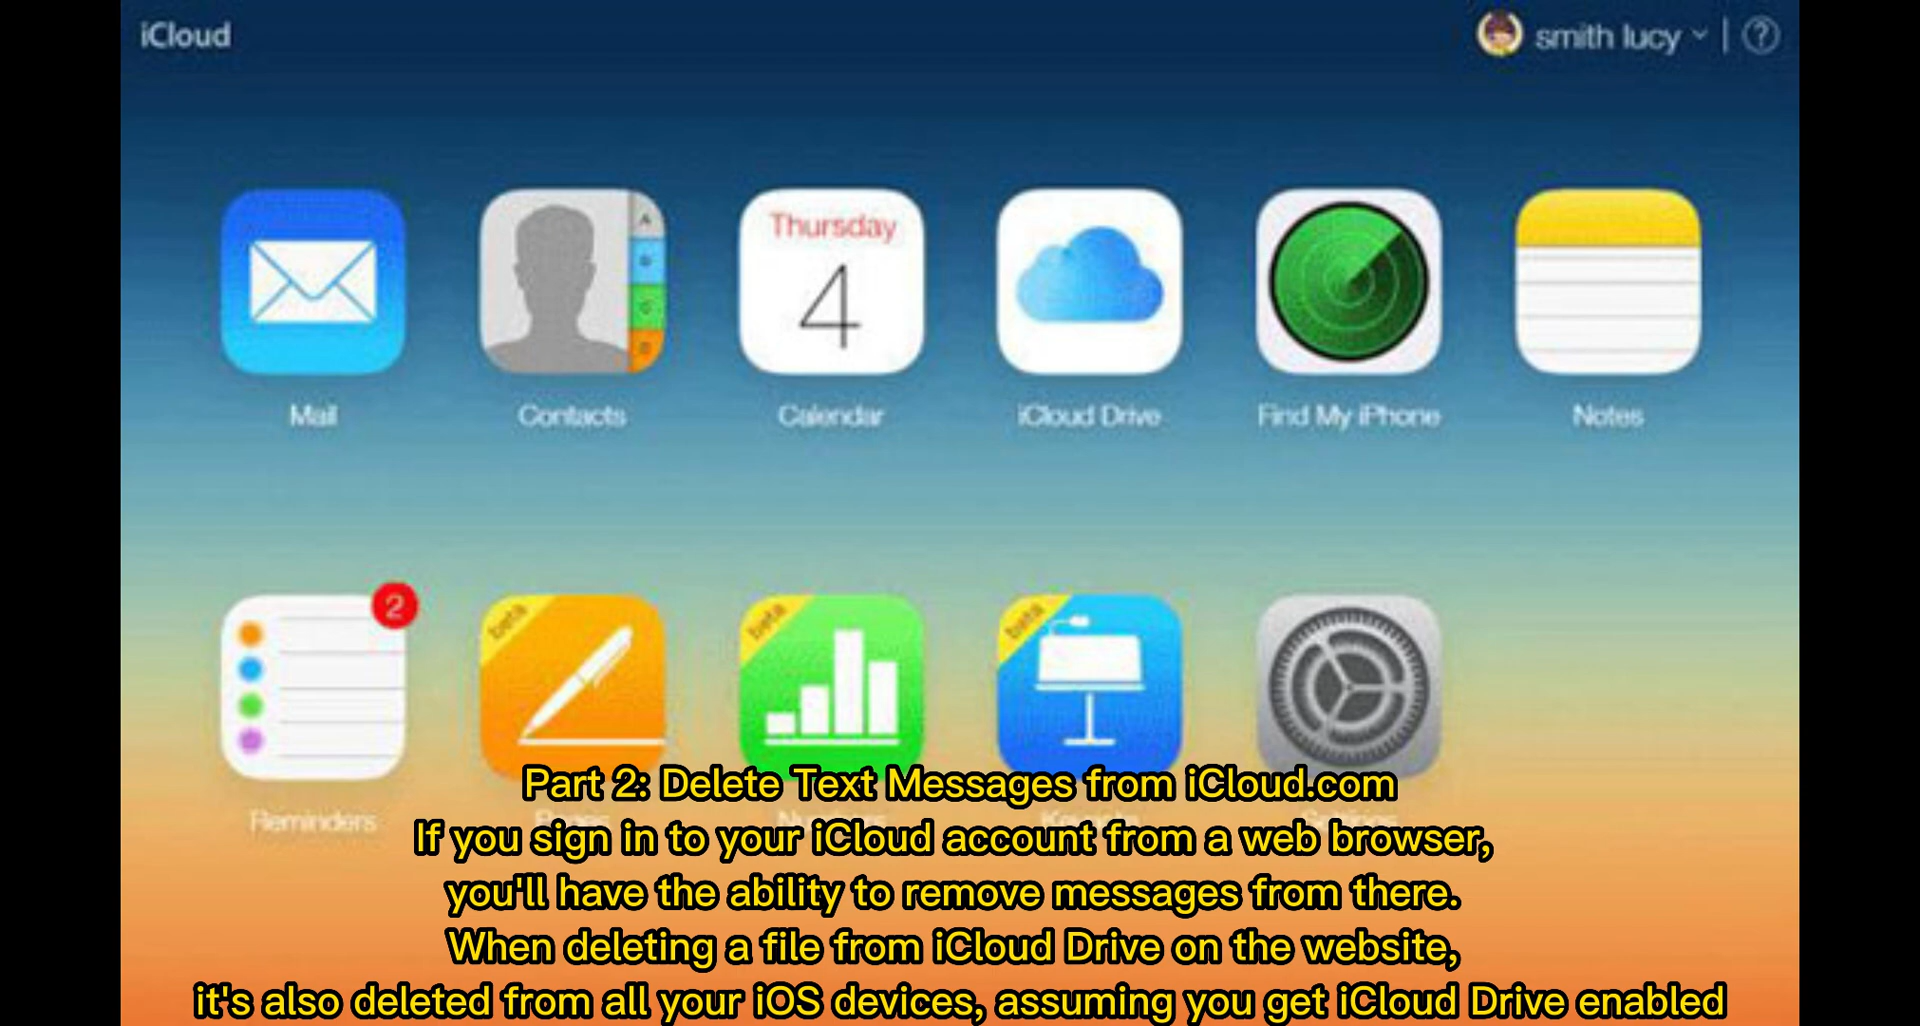 iCloud
smith lucy
?
A
Thursday
4
Mail
Contacts
Calendar
iCloud Drive
Find My iPhone
Notes
2
beta
beta
beta
Reminders
Part 2: Delete Text Messages from iCloud.com
If you sign in to your iCloud account from a web browser,
you'll have the ability to remove messages from there.
When deleting a file from iCloud Drive on the website,
it's also deleted from all your iOS devices, assuming you get iCloud Drive enabled